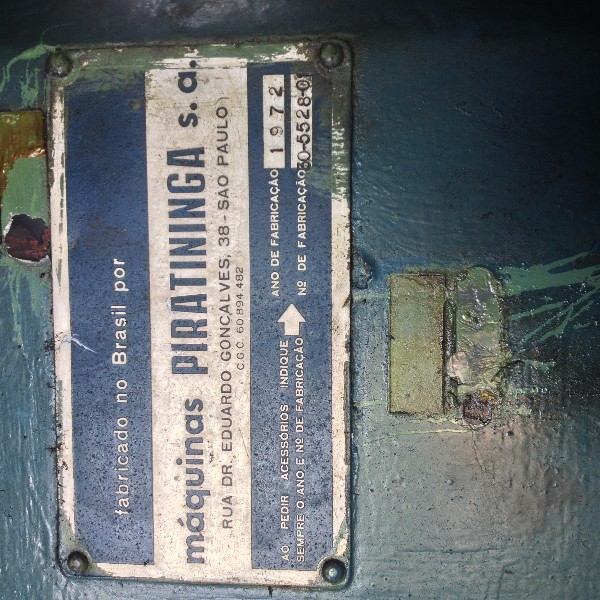 fabricado no Brasil por
máquinas PIRATININGA s.a.
RUA DR. EDUARDO GONÇALVES, 38 - SÃO PAULO
C.G.C. 60 894 482
AO PEDIR ACESSÓRIOS INDIQUE
SEMPRE O ANO E Nº DE FABRICAÇÃO
ANO DE FABRICAÇÃO 1972
Nº DE FABRICAÇÃO